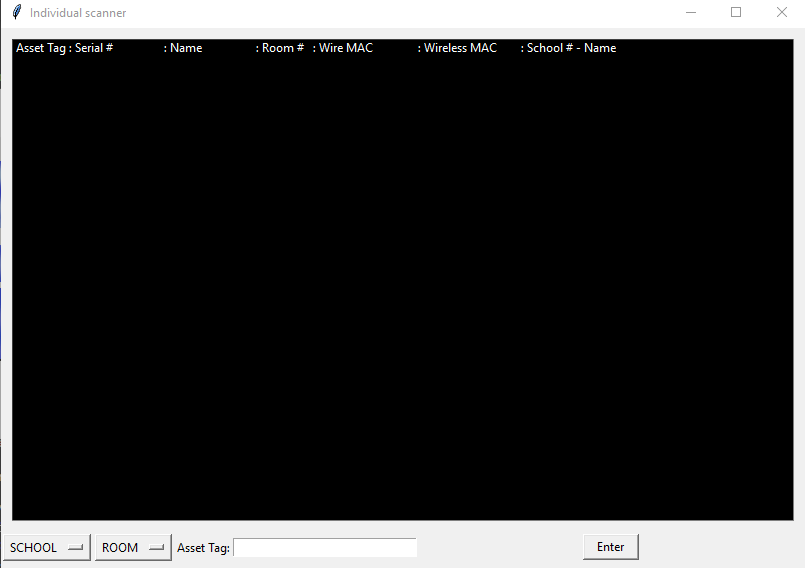 Individual scanner
Asset Tag : Serial # : Name : Room # : Wire MAC : Wireless MAC : School # - Name
SCHOOL ROOM Asset Tag: Enter